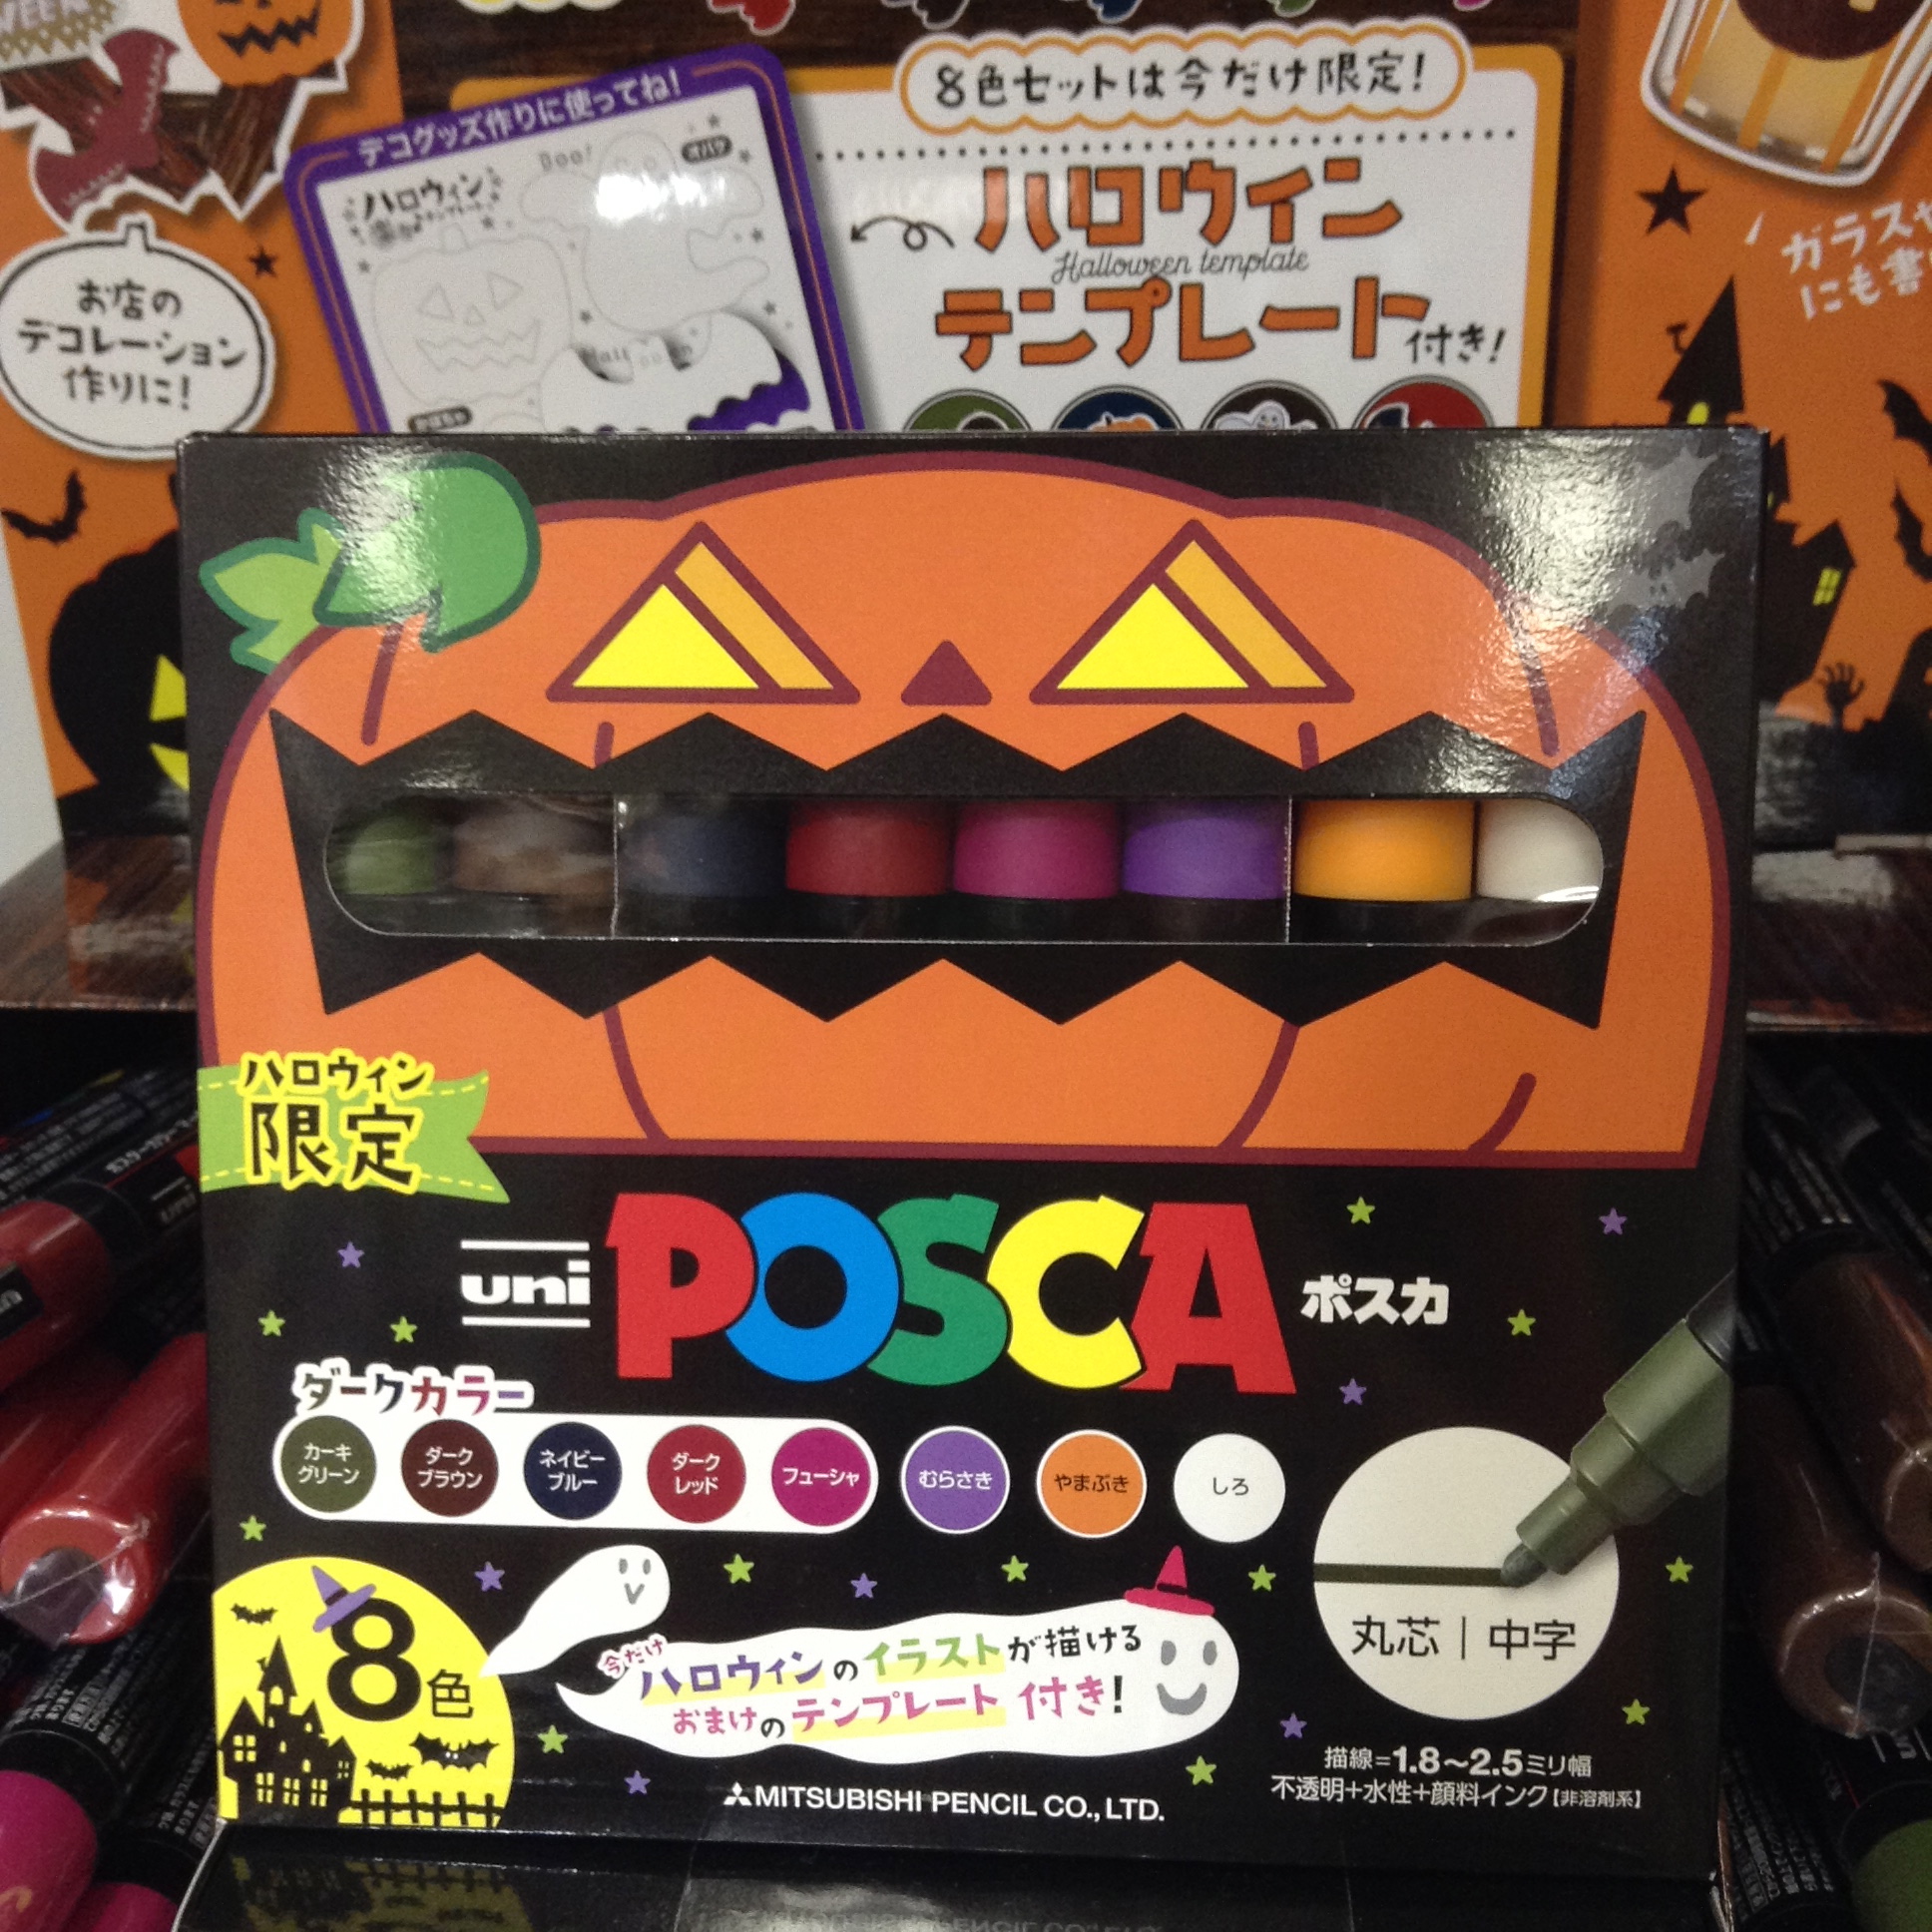 デコグッズ作りに使ってね!
Boo!
オバケ
ハロウィン
8色セットは今だけ限定!
ハロウィン
Halloween template
テンプレート付き!
お店の
デコレーション
作りに!
ハロウィン
限定
uni POSCA ポスカ
ダークカラー
カーキ
グリーン
ダーク
ブラウン
ネイビー
ブルー
ダーク
レッド
フューシャ
むらさき
やまぶき
しろ
8色
今だけ
ハロウィンのイラストが描ける
おまけのテンプレート付き!
丸芯|中字
描線=1.8〜2.5ミリ幅
不透明+水性+顔料インク【非溶剤系】
MITSUBISHI PENCIL CO., LTD.